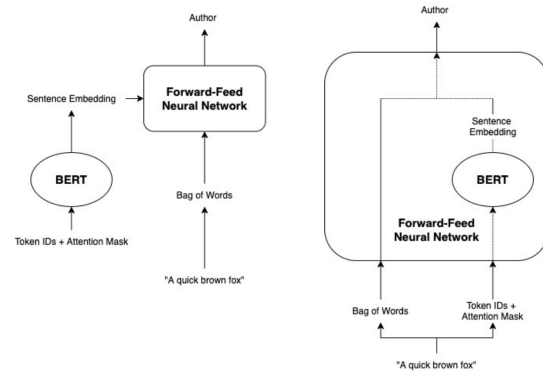 Author
Sentence Embedding
Forward-Feed
Neural Network
BERT
Bag of Words
Token IDs + Attention Mask
"A quick brown fox"
Author
Sentence
Embedding
BERT
Forward-Feed
Neural Network
Bag of Words
Token IDs +
Attention Mask
"A quick brown fox"